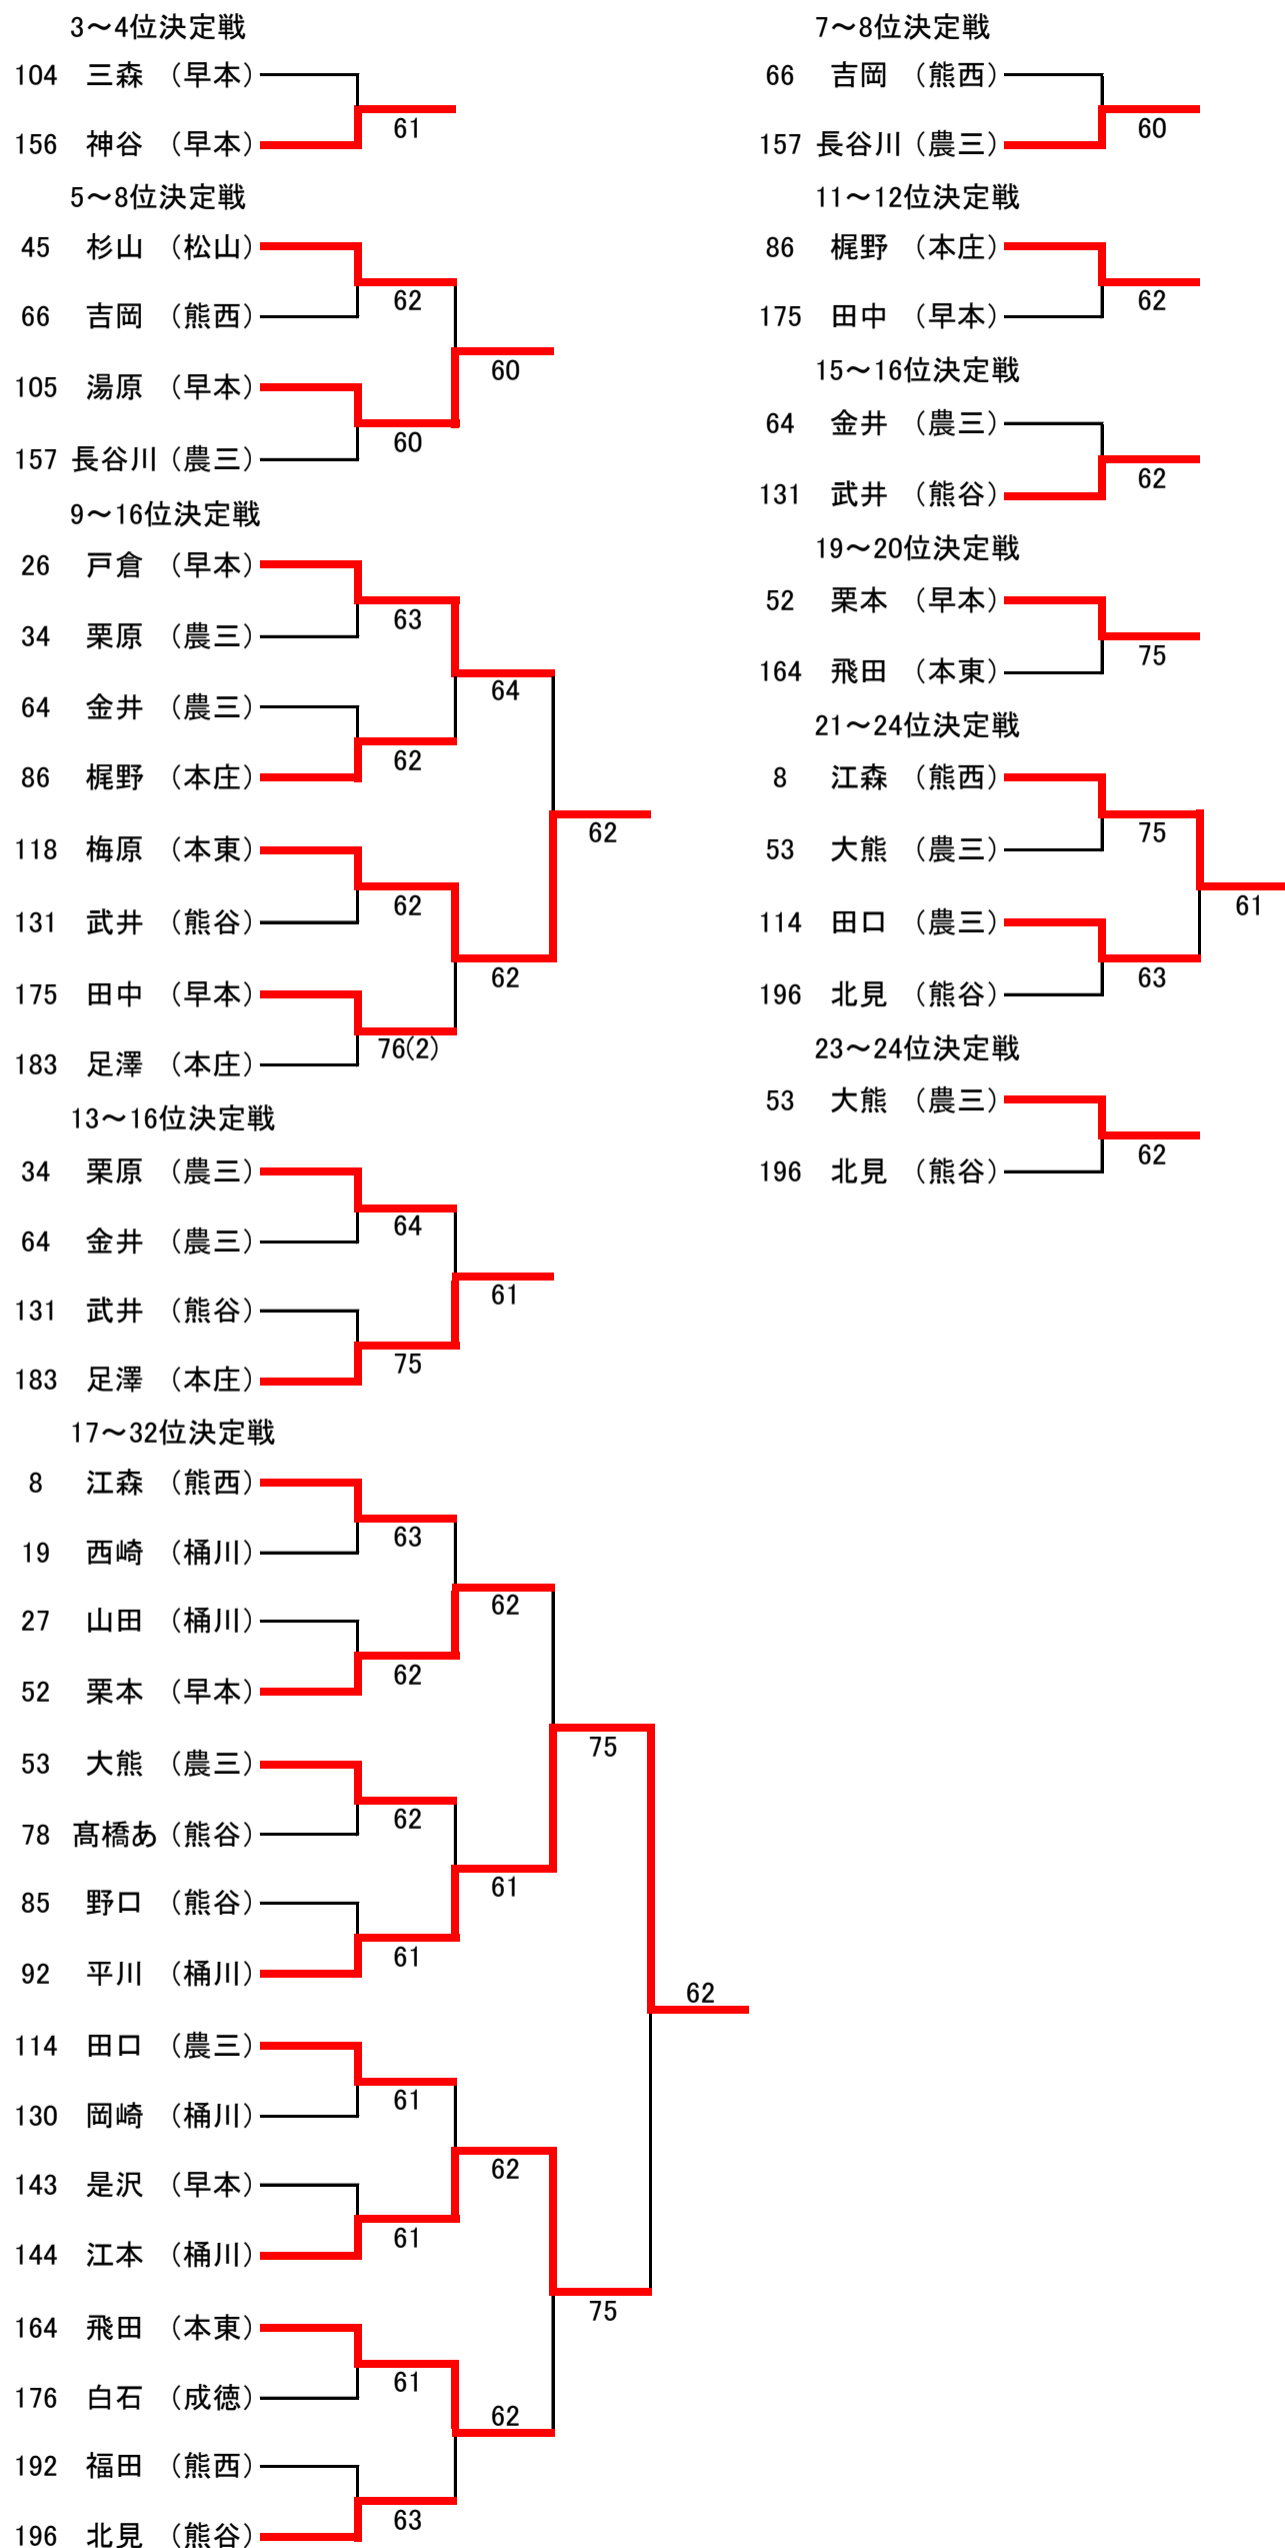 3～4位決定戦
104 三森 （早本）
61
156 神谷 （早本）
5～8位決定戦
45 杉山 （松山）
62
66 吉岡 （熊西）
60
105 湯原 （早本）
60
157 長谷川（農三）
9～16位決定戦
26 戸倉 （早本）
63
34 栗原 （農三）
64
64 金井 （農三）
62
86 梶野 （本庄）
62
118 梅原 （本東）
62
131 武井 （熊谷）
62
175 田中 （早本）
76(2)
183 足澤 （本庄）
13～16位決定戦
34 栗原 （農三）
64
64 金井 （農三）
61
131 武井 （熊谷）
75
183 足澤 （本庄）
17～32位決定戦
8 江森 （熊西）
63
19 西崎 （桶川）
62
27 山田 （桶川）
62
52 栗本 （早本）
75
53 大熊 （農三）
62
78 髙橋あ（熊谷）
61
85 野口 （熊谷）
61
92 平川 （桶川）
62
114 田口 （農三）
61
130 岡崎 （桶川）
62
143 是沢 （早本）
61
144 江本 （桶川）
75
164 飛田 （本東）
61
176 白石 （成徳）
62
192 福田 （熊西）
63
196 北見 （熊谷）
7～8位決定戦
66 吉岡 （熊西）
60
157 長谷川（農三）
11～12位決定戦
86 梶野 （本庄）
62
175 田中 （早本）
15～16位決定戦
64 金井 （農三）
62
131 武井 （熊谷）
19～20位決定戦
52 栗本 （早本）
75
164 飛田 （本東）
21～24位決定戦
8 江森 （熊西）
75
53 大熊 （農三）
61
114 田口 （農三）
63
196 北見 （熊谷）
23～24位決定戦
53 大熊 （農三）
62
196 北見 （熊谷）